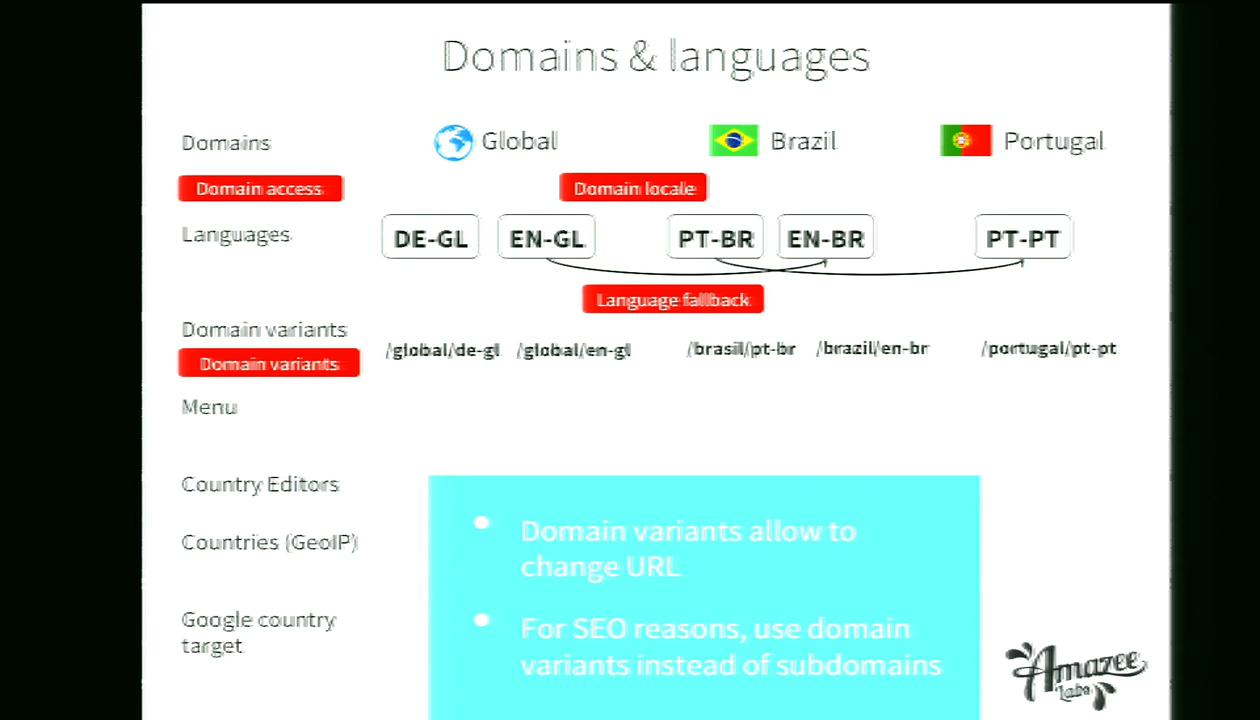 Domains & languages
Domains
Global
Brazil
Portugal
Domain access
Domain locale
Languages
DE-GL
EN-GL
PT-BR
EN-BR
PT-PT
Language fallback
Domain variants
/global/de-gl
/global/en-gl
/brasil/pt-br
/brazil/en-br
/portugal/pt-pt
Domain variants
Menu
Country Editors
Countries (GeoIP)
Google country
target
Domain variants allow to
change URL
For SEO reasons, use domain
variants instead of subdomains
Amazee
Labs